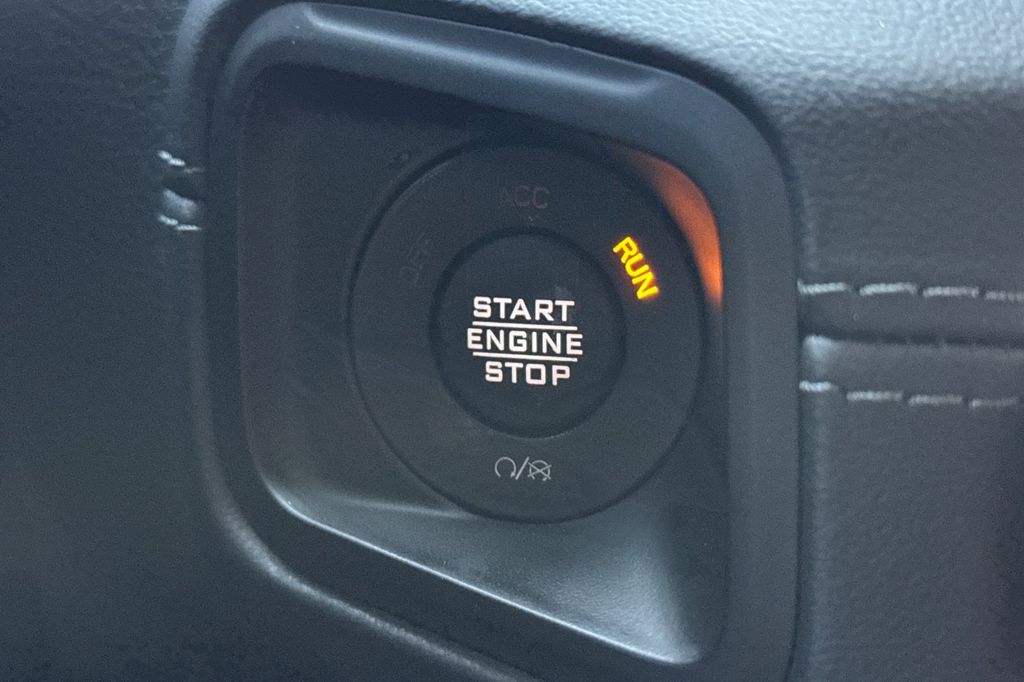 ACC
OFF
RUN
START
ENGINE
STOP